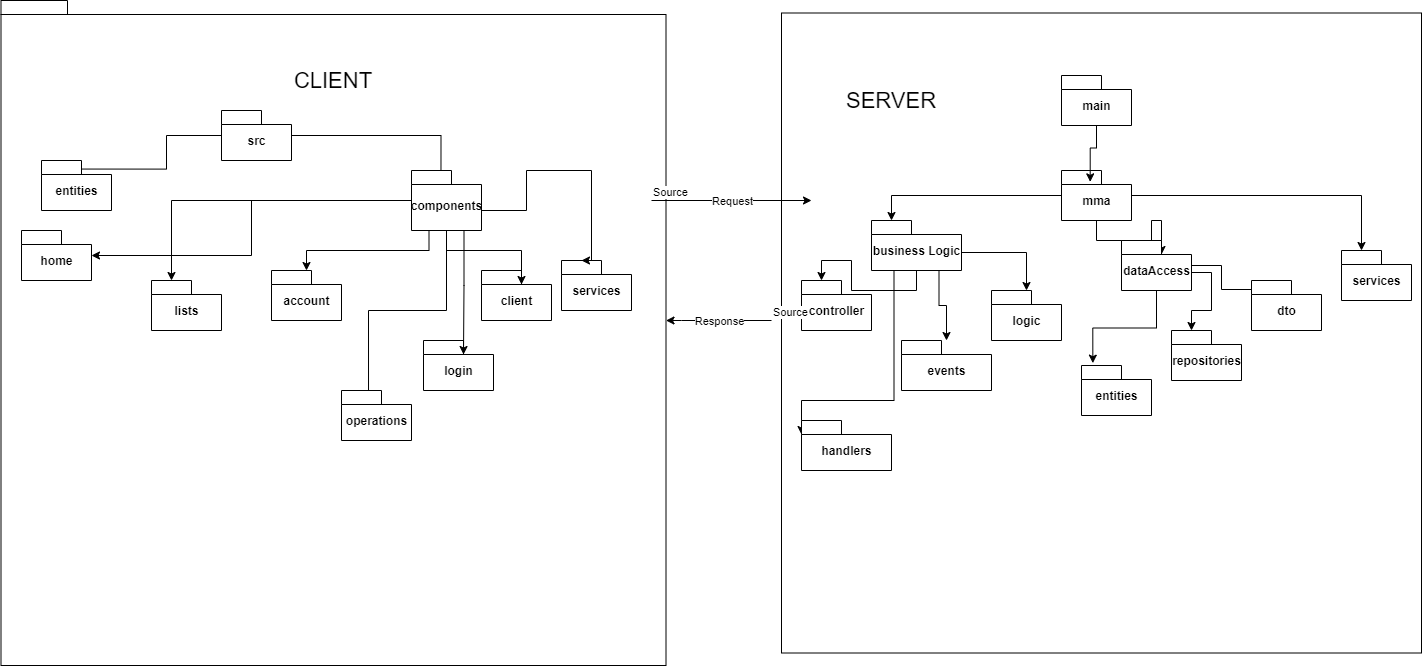 CLIENT
SERVER
main
src
entities
components
Source
Request
mma
home
lists
account
client
services
business Logic
dataAccess
services
controller
Source
Response
logic
dto
login
events
repositories
entities
operations
handlers